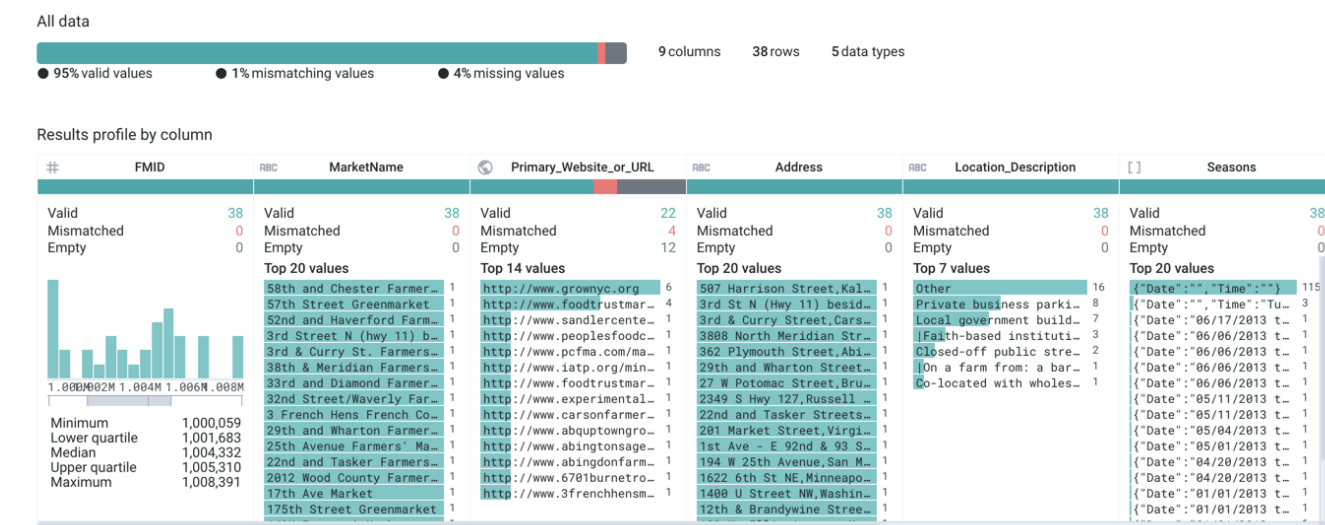 All data
9 columns 38 rows 5 data types
95% valid values 1% mismatching values 4% missing values
Results profile by column
# FMID
Valid 38
Mismatched 0
Empty 0
1.002M 1.004M 1.006M 1.008M
Minimum 1,000,059
Lower quartile 1,001,683
Median 1,004,332
Upper quartile 1,005,310
Maximum 1,008,391
ABC MarketName
Valid 38
Mismatched 0
Empty 0
Top 20 values
58th and Chester Farmer… 1
57th Street Greenmarket 1
52nd and Haverford Farm… 1
3rd Street N (hwy 11) b… 1
3rd & Curry St. Farmers… 1
38th & Meridian Farmers… 1
33rd and Diamond Farmer… 1
32nd Street/Waverly Far… 1
3 French Hens French Co… 1
29th and Wharton Farmer… 1
25th Avenue Farmers' Ma… 1
22nd and Tasker Farmers… 1
2012 Wood County Farmer… 1
17th Ave Market 1
175th Street Greenmarket 1
Primary_Website_or_URL
Valid 22
Mismatched 4
Empty 12
Top 14 values
http://www.grownyc.org 6
http://www.foodtrustmar… 4
http://www.sandlercente… 1
http://www.peoplesfoodc… 1
http://www.pcfma.com/ma… 1
http://www.iatp.org/min… 1
http://www.foodtrustmar… 1
http://www.experimental… 1
http://www.carsonfarmer… 1
http://www.abquptowngro… 1
http://www.abingtonsage… 1
http://www.abingdonfarm… 1
http://www.6701burnetro… 1
http://www.3frenchhensm… 1
ABC Address
Valid 38
Mismatched 0
Empty 0
Top 20 values
507 Harrison Street,Kal… 1
3rd St N (Hwy 11) besid… 1
3rd & Curry Street,Cars… 1
3808 North Meridian Str… 1
362 Plymouth Street,Abi… 1
29th and Wharton Street… 1
27 W Potomac Street,Bru… 1
2349 S Hwy 127,Russell … 1
22nd and Tasker Streets… 1
201 Market Street,Virgi… 1
1st Ave - E 92nd & 93 S… 1
194 W 25th Avenue,San M… 1
1622 6th St NE,Minneapo… 1
1400 U Street NW,Washin… 1
12th & Brandywine Stree… 1
ABC Location_Description
Valid 38
Mismatched 0
Empty 0
Top 7 values
Other 16
Private business parki… 8
Local government build… 7
|Faith-based instituti… 3
Closed-off public stre… 2
|On a farm from: a bar… 1
Co-located with wholes… 1
[ ] Seasons
Valid 38
Mismatched 0
Empty 0
Top 20 values
{"Date":"","Time":""} 115
{"Date":"","Time":"Tu… 3
{"Date":"06/17/2013 t… 1
{"Date":"06/06/2013 t… 1
{"Date":"06/06/2013 t… 1
{"Date":"06/06/2013 t… 1
{"Date":"06/06/2013 t… 1
{"Date":"05/11/2013 t… 1
{"Date":"05/11/2013 t… 1
{"Date":"05/04/2013 t… 1
{"Date":"05/01/2013 t… 1
{"Date":"04/20/2013 t… 1
{"Date":"04/20/2013 t… 1
{"Date":"01/01/2013 t… 1
{"Date":"01/01/2013 t… 1